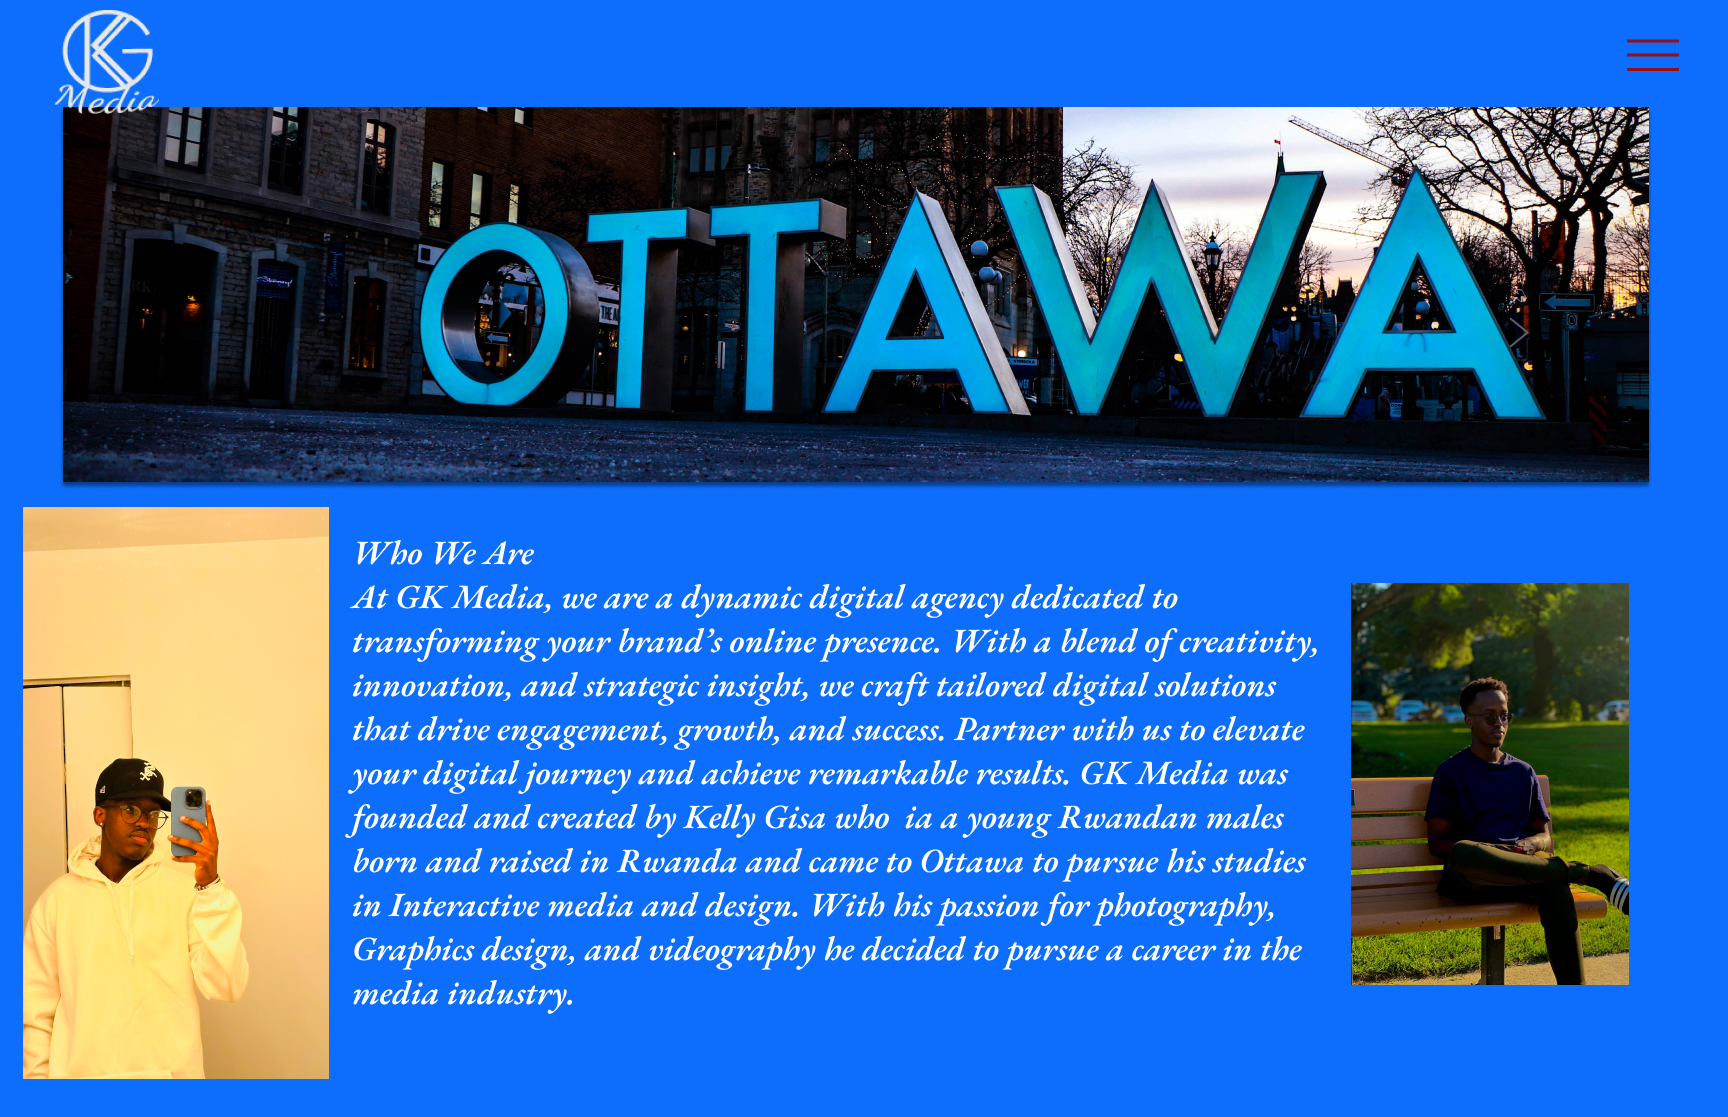 GK
Media
OTTAWA
Who We Are
At GK Media, we are a dynamic digital agency dedicated to
transforming your brand’s online presence. With a blend of creativity,
innovation, and strategic insight, we craft tailored digital solutions
that drive engagement, growth, and success. Partner with us to elevate
your digital journey and achieve remarkable results. GK Media was
founded and created by Kelly Gisa who  ia a young Rwandan males
born and raised in Rwanda and came to Ottawa to pursue his studies
in Interactive media and design. With his passion for photography,
Graphics design, and videography he decided to pursue a career in the
media industry.